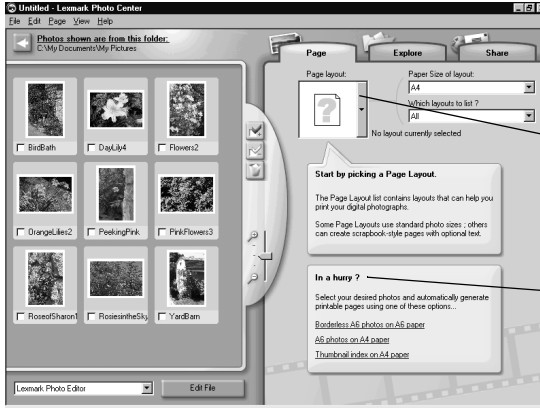 Untitled - Lexmark Photo Center
File Edit Page View Help
Photos shown are from this folder:
C:\My Documents\My Pictures
BirdBath
DayLily4
Flowers2
OrangeLilies2
PeekingPink
PinkFlowers3
RoseofSharon1
RosiesintheSky
YardBarn
Lexmark Photo Editor
Edit File
Page
Explore
Share
Page layout:
Paper Size of layout:
A4
Which layouts to list ?
All
No layout currently selected
Start by picking a Page Layout.
The Page Layout list contains layouts that can help you
print your digital photographs.
Some Page Layouts use standard photo sizes ; others
can create scrapbook-style pages with optional text.
In a hurry ?
Select your desired photos and automatically generate
printable pages using one of these options...
Borderless A6 photos on A6 paper
A6 photos on A4 paper
Thumbnail index on A4 paper